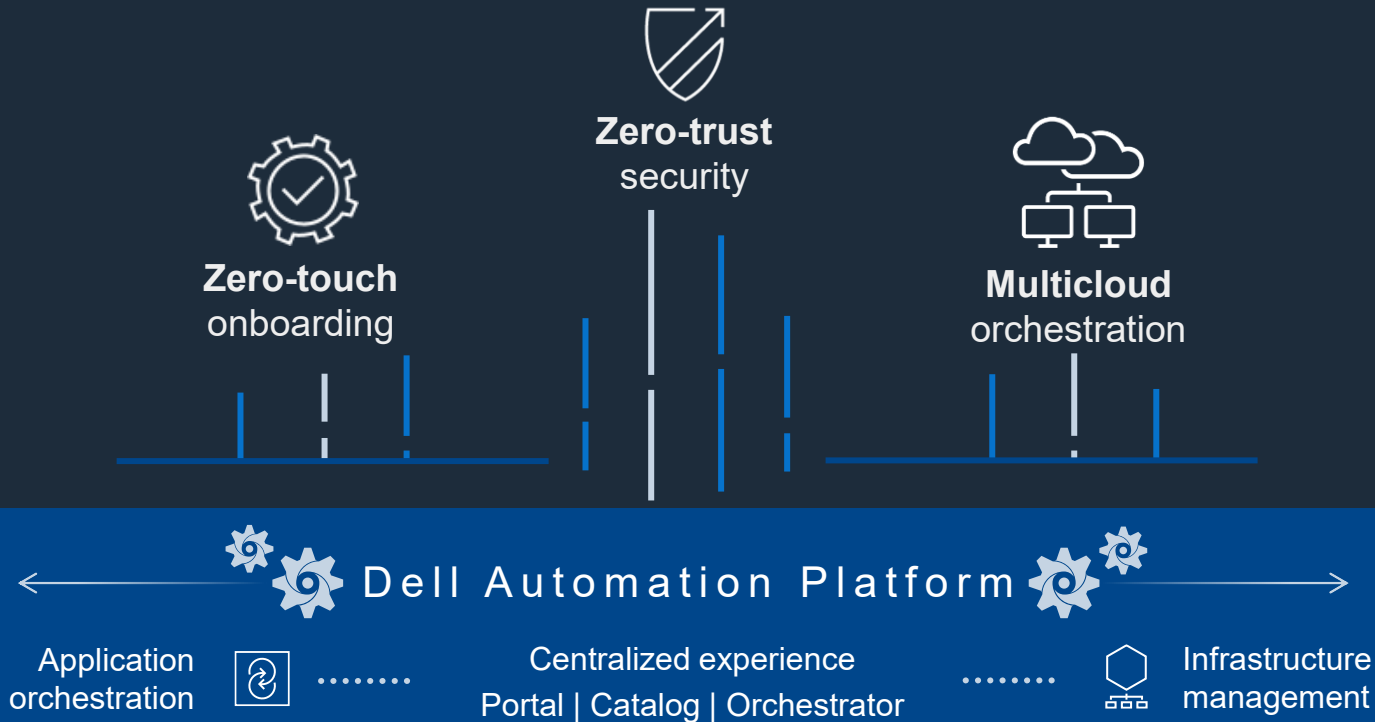 Zero-trust
security
Zero-touch
onboarding
Multicloud
orchestration
Dell Automation Platform
Application
orchestration
Centralized experience
Portal | Catalog | Orchestrator
Infrastructure
management